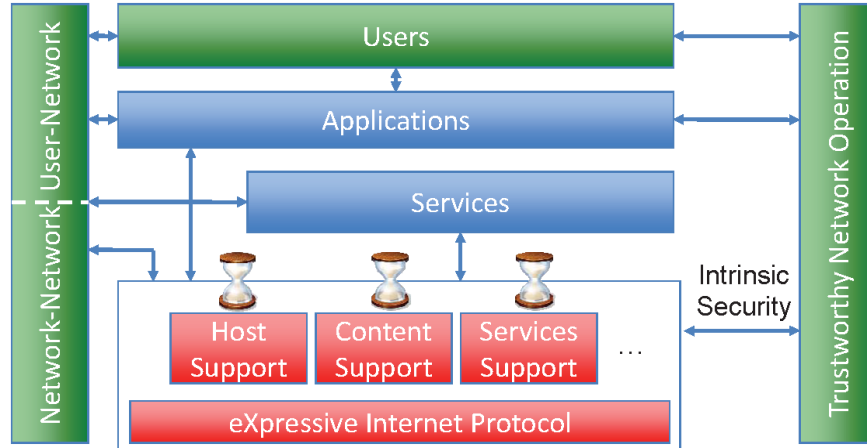 Users
User-Network
Applications
Services
Network-Network
Trustworthy Network Operation
Intrinsic
Security
Host
Support
Content
Support
Services
Support
...
eXpressive Internet Protocol